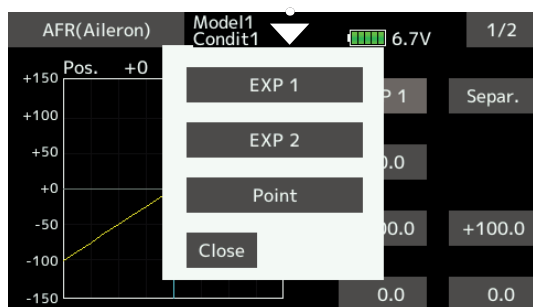 AFR(Aileron)
Model1
Condit1
6.7V
1/2
Pos. +0
+150
+100
+50
+0
-50
-100
-150
EXP 1
EXP 2
Point
Close
P 1
Separ.
.0
00.0
+100.0
0.0
0.0